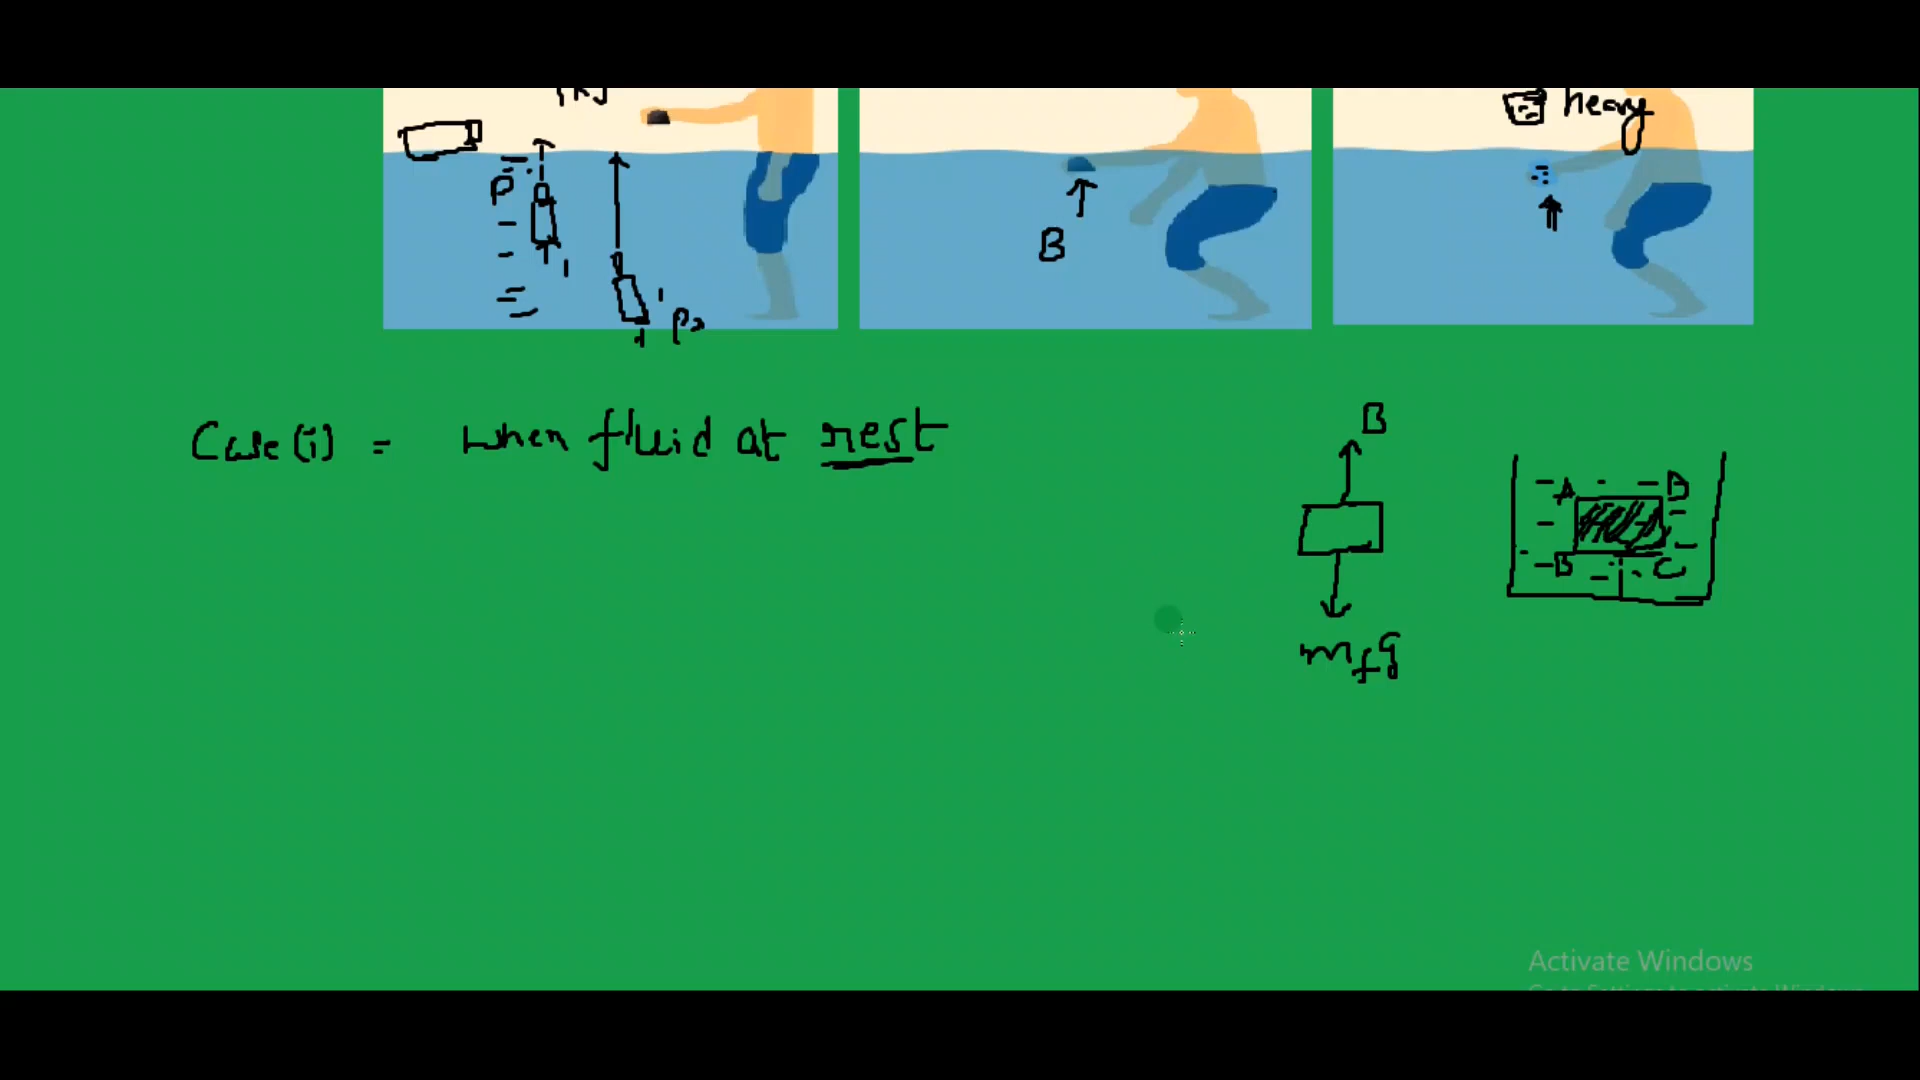 heavy
P
B
P2
B
Case(i) = when fluid at rest
A D
B C
mfg
Activate Windows